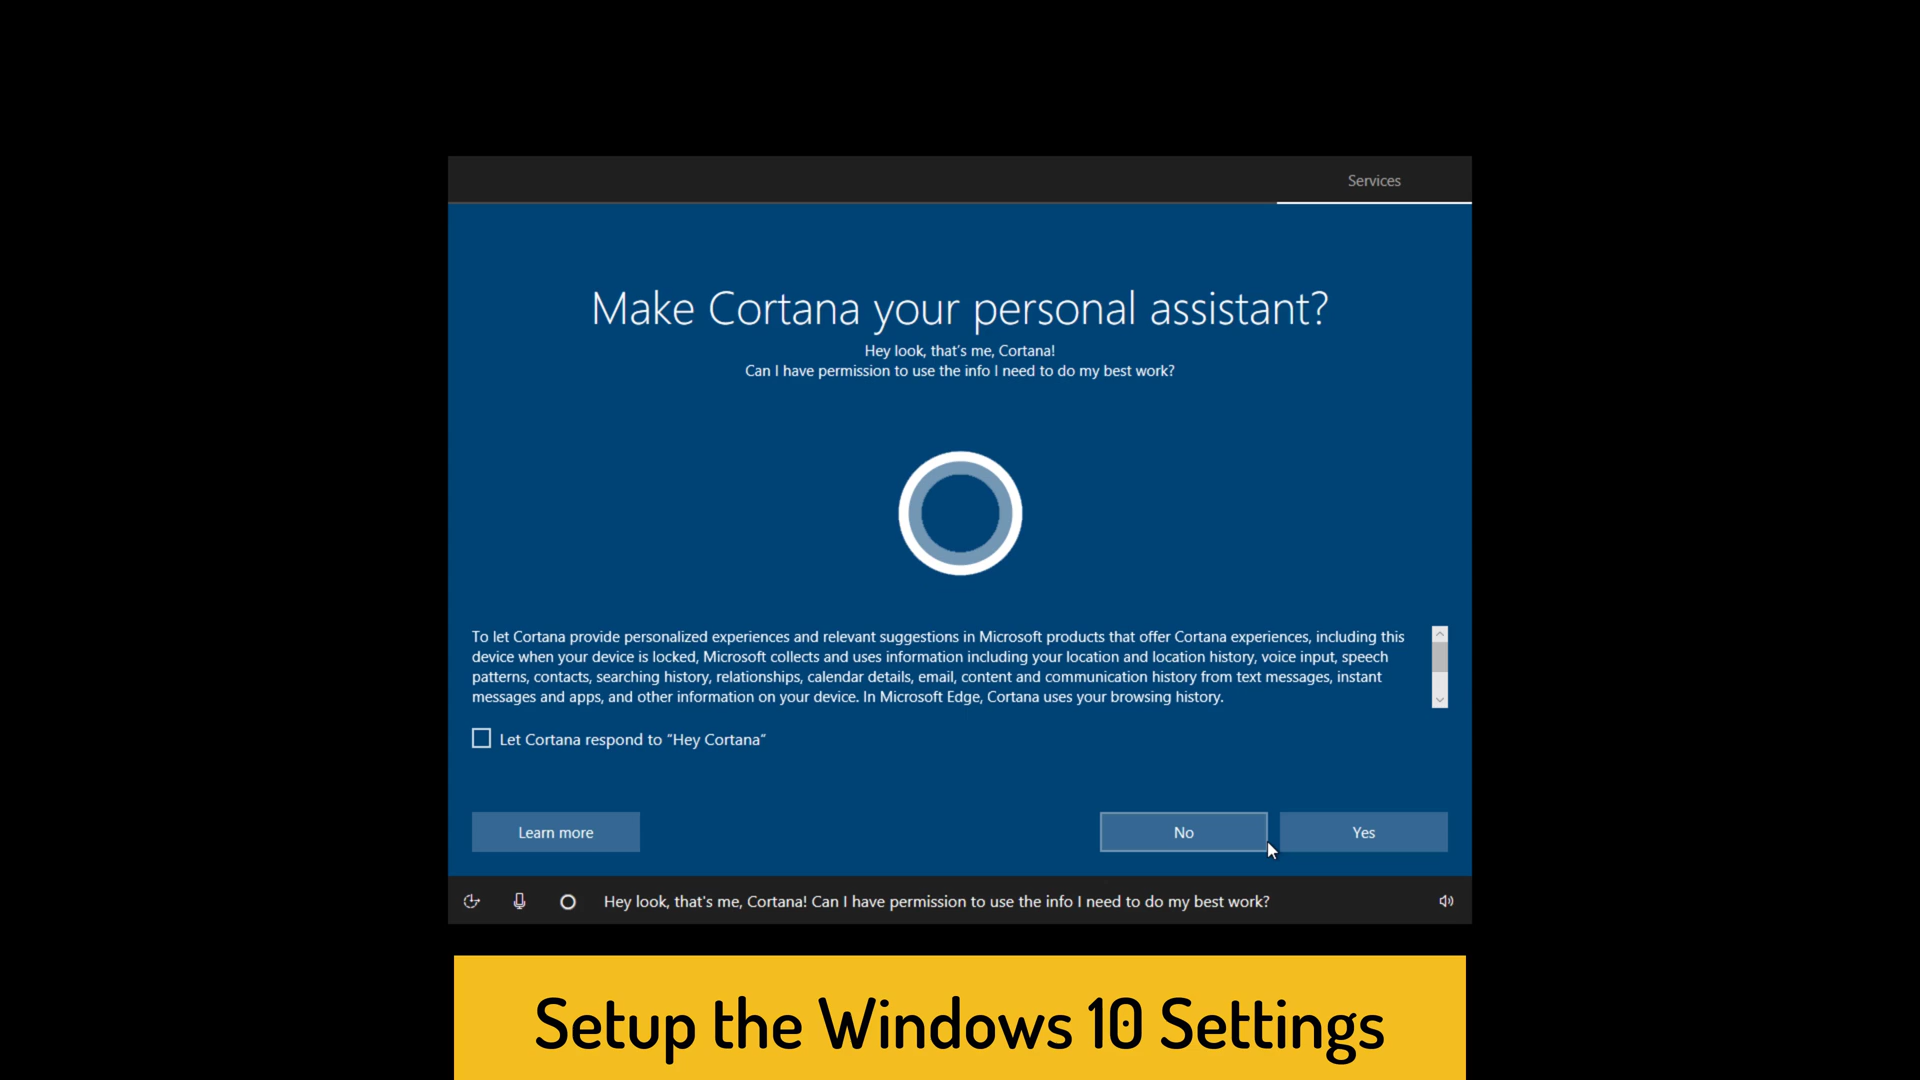 Services
Make Cortana your personal assistant?
Hey look, that's me, Cortana!
Can I have permission to use the info I need to do my best work?
To let Cortana provide personalized experiences and relevant suggestions in Microsoft products that offer Cortana experiences, including this
device when your device is locked, Microsoft collects and uses information including your location and location history, voice input, speech
patterns, contacts, searching history, relationships, calendar details, email, content and communication history from text messages, instant
messages and apps, and other information on your device. In Microsoft Edge, Cortana uses your browsing history.
Let Cortana respond to “Hey Cortana”
Learn more
No
Yes
Hey look, that's me, Cortana! Can I have permission to use the info I need to do my best work?
Setup the Windows 10 Settings